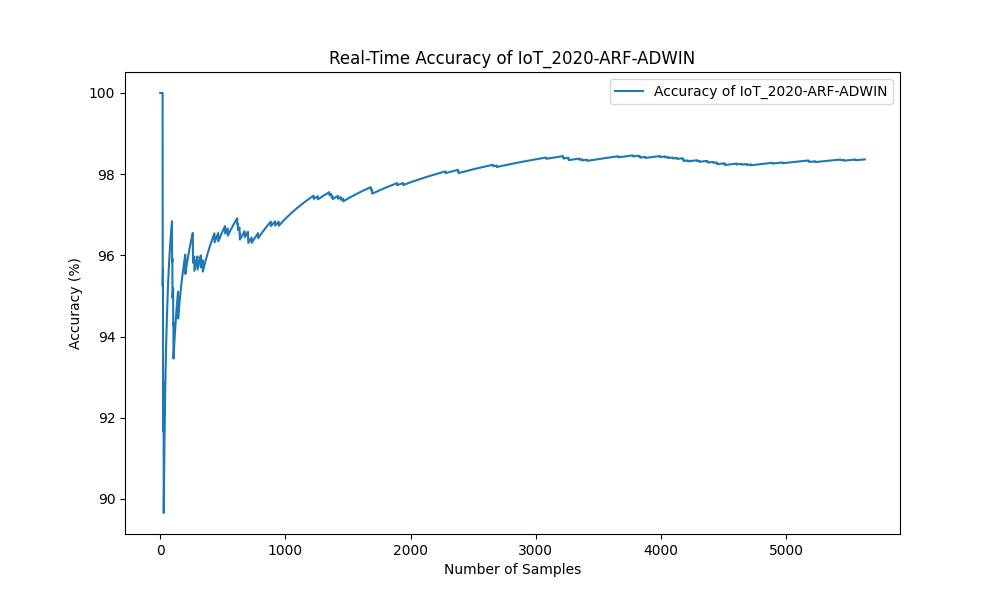 Real-Time Accuracy of IoT_2020-ARF-ADWIN
Accuracy of IoT_2020-ARF-ADWIN
100
98
96
94
92
90
Accuracy (%)
0 1000 2000 3000 4000 5000
Number of Samples